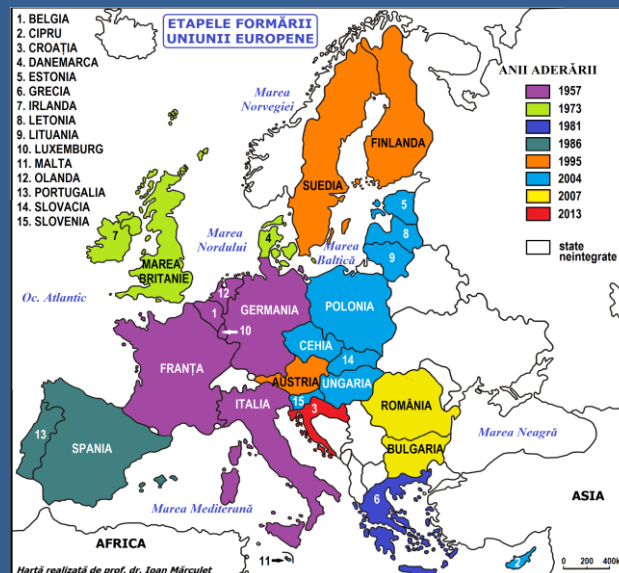 1. BELGIA
2. CIPRU
3. CROAȚIA
4. DANEMARCA
5. ESTONIA
6. GRECIA
7. IRLANDA
8. LETONIA
9. LITUANIA
10. LUXEMBURG
11. MALTA
12. OLANDA
13. PORTUGALIA
14. SLOVACIA
15. SLOVENIA
ETAPELE FORMĂRII
UNIUNII EUROPENE
ANII ADERĂRII
1957
1973
1981
1986
1995
2004
2007
2013
state
neintegrate
Marea
Norvegiei
FINLANDA
SUEDIA
5
8
9
Marea
Nordului
4
Marea
Baltică
7
MAREA
BRITANIE
Oc. Atlantic
12
1
10
GERMANIA
POLONIA
CEHIA
14
FRANȚA
AUSTRIA
UNGARIA
15
3
ITALIA
ROMÂNIA
BULGARIA
Marea Neagră
13
SPANIA
6
Marea Mediterană
ASIA
AFRICA
11
2
0 200 400k
Hartă realizată de prof. dr. Ioan Mărculeț